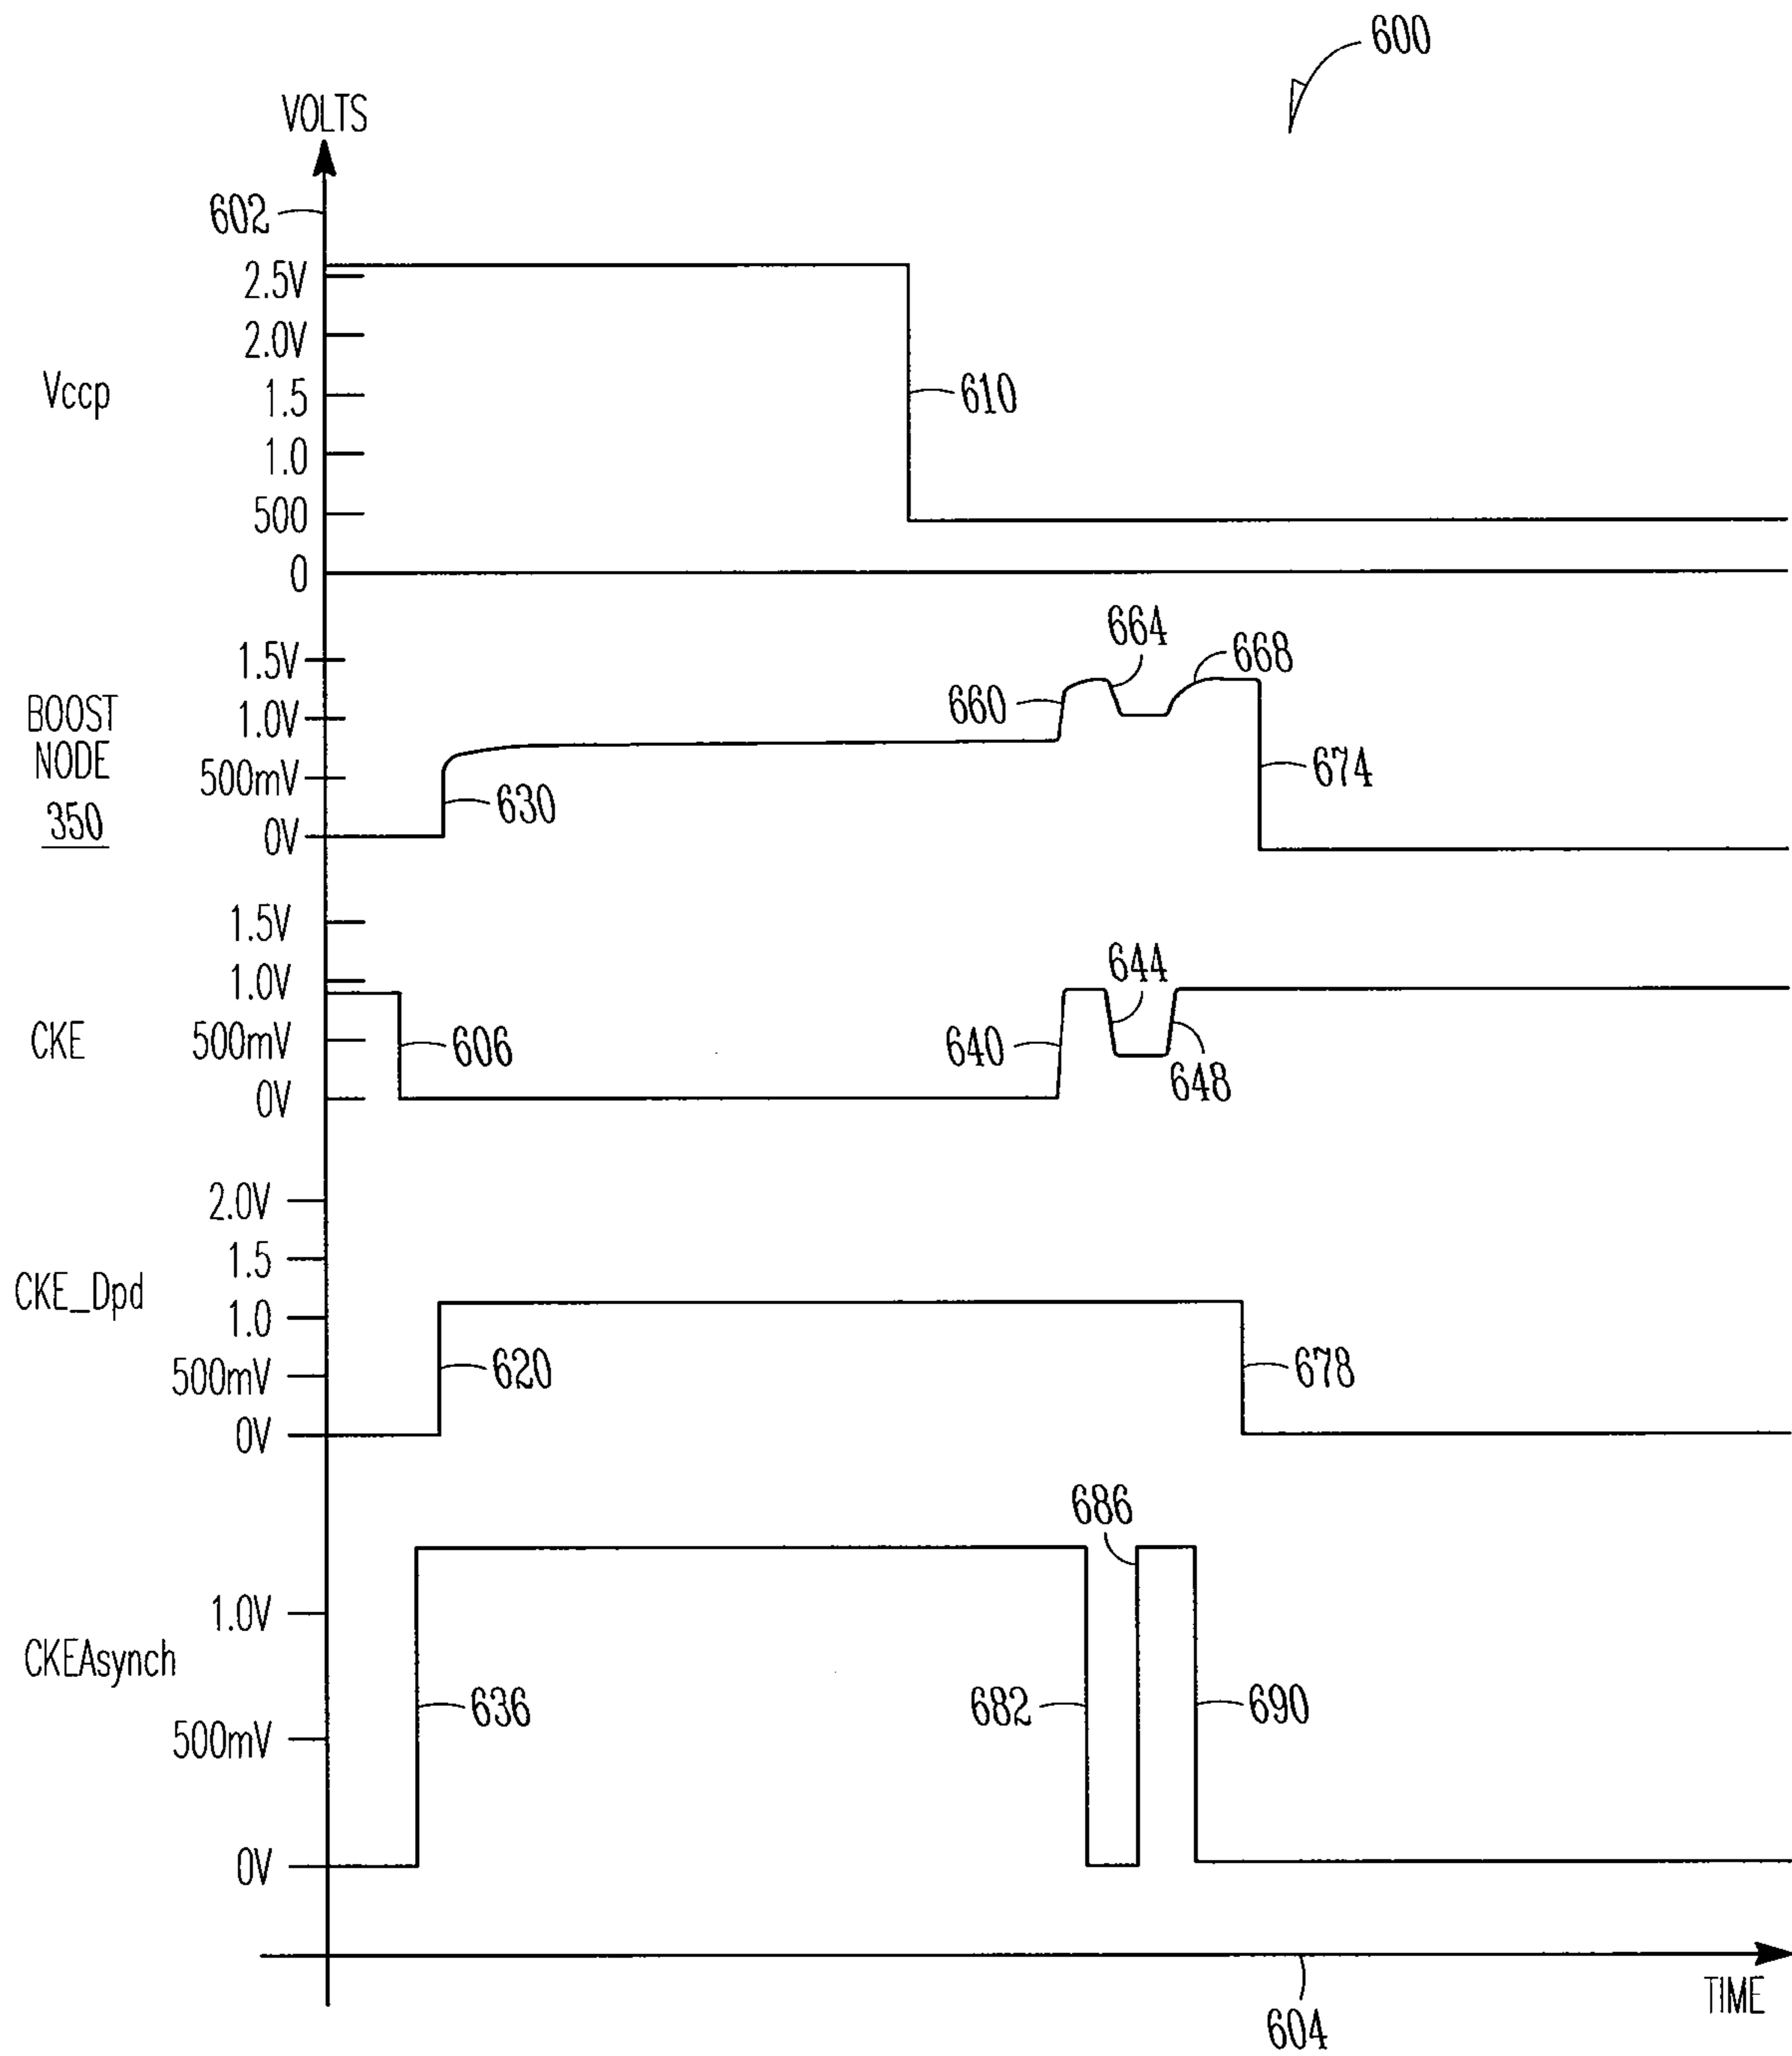 600
VOLTS
602
2.5V
2.0V
Vccp
1.5
610
1.0
500
0
664
1.5V
668
BOOST
NODE
350
1.0V
660
500mV
630
674
0V
1.5V
1.0V
644
CKE
500mV
606
640
648
0V
2.0V
1.5
CKE_Dpd
1.0
500mV
620
678
0V
686
1.0V
CKEAsynch
636
682
690
500mV
0V
TIME
604